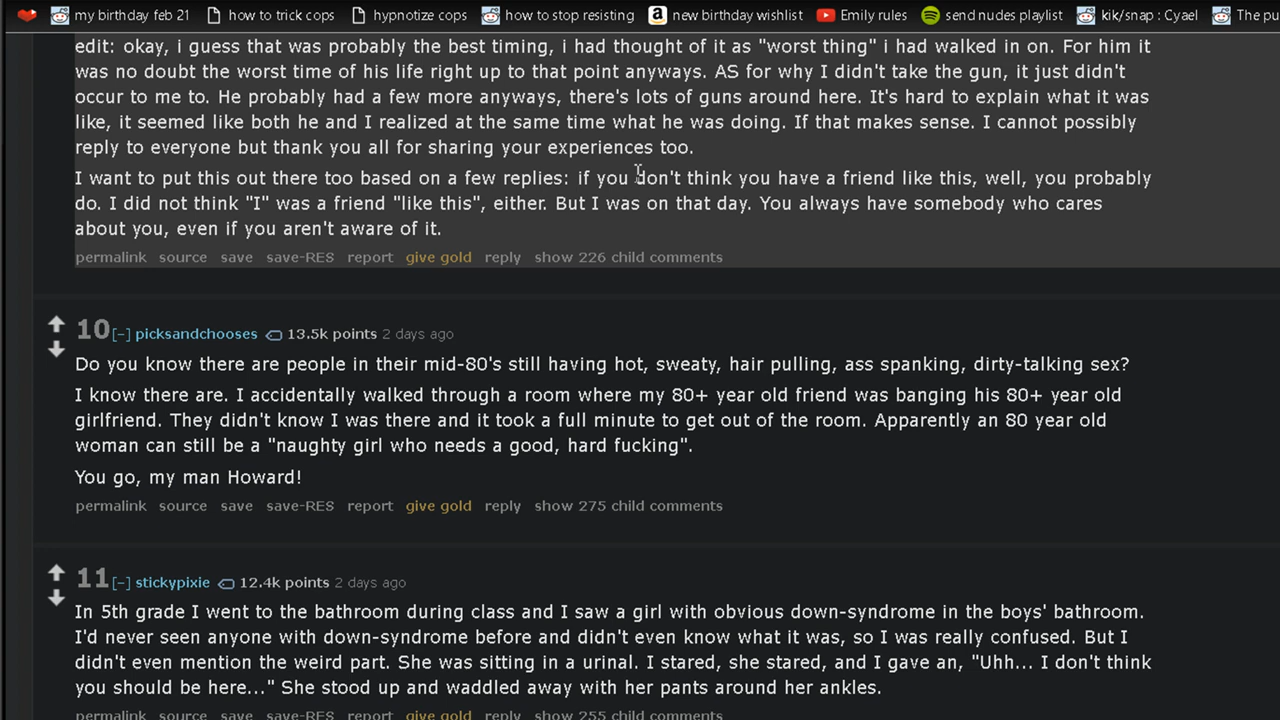 my birthday feb 21 how to trick cops hypnotize cops how to stop resisting new birthday wishlist Emily rules send nudes playlist kik/snap : Cyael The pu
edit: okay, i guess that was probably the best timing, i had thought of it as "worst thing" i had walked in on. For him it
was no doubt the worst time of his life right up to that point anyways. AS for why I didn't take the gun, it just didn't
occur to me to. He probably had a few more anyways, there's lots of guns around here. It's hard to explain what it was
like, it seemed like both he and I realized at the same time what he was doing. If that makes sense. I cannot possibly
reply to everyone but thank you all for sharing your experiences too.
I want to put this out there too based on a few replies: if you don't think you have a friend like this, well, you probably
do. I did not think "I" was a friend "like this", either. But I was on that day. You always have somebody who cares
about you, even if you aren't aware of it.
permalink source save save-RES report give gold reply show 226 child comments
10 [-] picksandchooses 13.5k points 2 days ago
Do you know there are people in their mid-80's still having hot, sweaty, hair pulling, ass spanking, dirty-talking sex?
I know there are. I accidentally walked through a room where my 80+ year old friend was banging his 80+ year old
girlfriend. They didn't know I was there and it took a full minute to get out of the room. Apparently an 80 year old
woman can still be a "naughty girl who needs a good, hard fucking".
You go, my man Howard!
permalink source save save-RES report give gold reply show 275 child comments
11 [-] stickypixie 12.4k points 2 days ago
In 5th grade I went to the bathroom during class and I saw a girl with obvious down-syndrome in the boys' bathroom.
I'd never seen anyone with down-syndrome before and didn't even know what it was, so I was really confused. But I
didn't even mention the weird part. She was sitting in a urinal. I stared, she stared, and I gave an, "Uhh... I don't think
you should be here..." She stood up and waddled away with her pants around her ankles.
permalink source save save-RES report give gold reply show 255 child comments